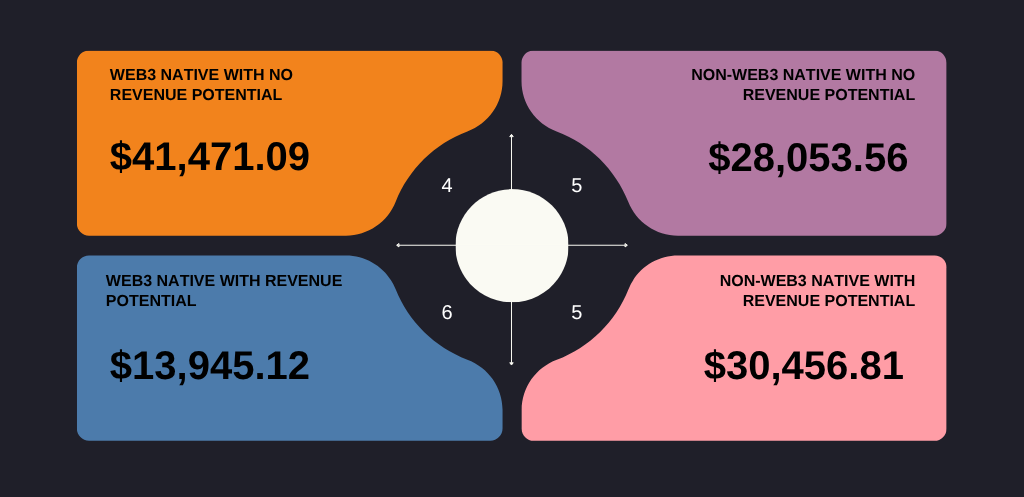 WEB3 NATIVE WITH NO
REVENUE POTENTIAL
$41,471.09
NON-WEB3 NATIVE WITH NO
REVENUE POTENTIAL
$28,053.56
4
5
6
5
WEB3 NATIVE WITH REVENUE
POTENTIAL
$13,945.12
NON-WEB3 NATIVE WITH
REVENUE POTENTIAL
$30,456.81